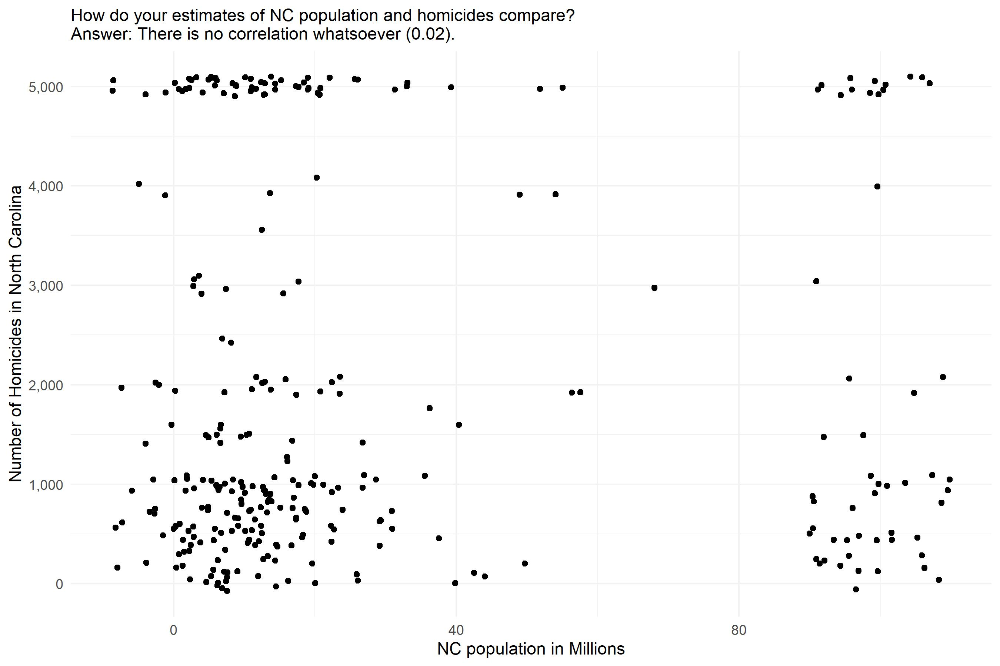 How do your estimates of NC population and homicides compare?
Answer: There is no correlation whatsoever (0.02).
Number of Homicides in North Carolina
5,000
4,000
3,000
2,000
1,000
0
0
40
80
NC population in Millions